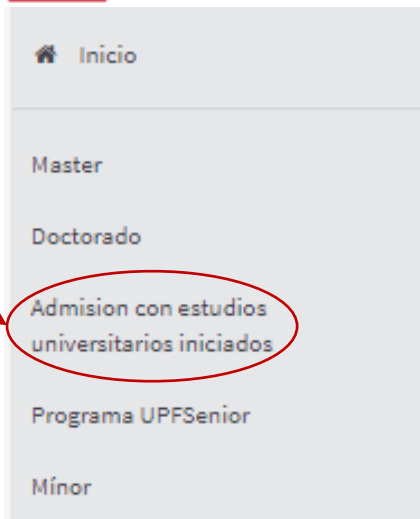 Inicio
Master
Doctorado
Admision con estudios
universitarios iniciados
Programa UPFSenior
Mínor